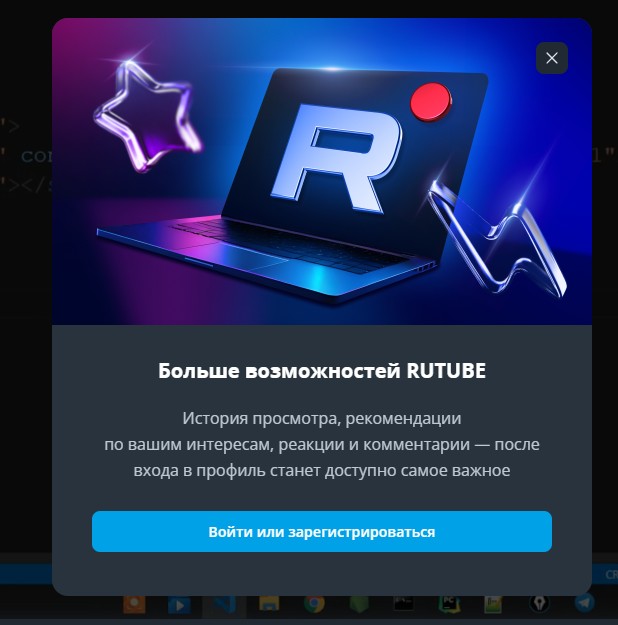 R
Больше возможностей RUTUBE
История просмотра, рекомендации
по вашим интересам, реакции и комментарии — после
входа в профиль станет доступно самое важное
Войти или зарегистрироваться